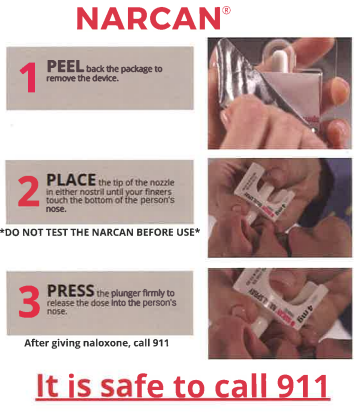 NARCAN®
1 PEEL back the package to
remove the device.
2 PLACE the tip of the nozzle
in either nostril until your fingers
touch the bottom of the person's
nose.
*DO NOT TEST THE NARCAN BEFORE USE*
3 PRESS the plunger firmly to
release the dose into the person's
nose.
4 mg
After giving naloxone, call 911
It is safe to call 911